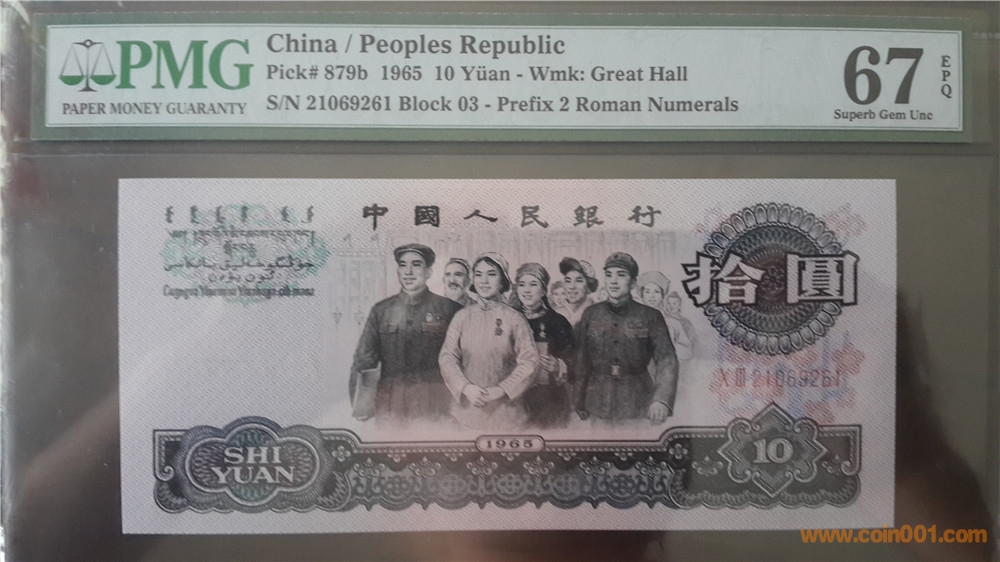 PMG
PAPER MONEY GUARANTY
China / Peoples Republic
Pick# 879b 1965 10 Yüan - Wmk: Great Hall
S/N 21069261 Block 03 - Prefix 2 Roman Numerals
67
EPQ
Superb Gem Unc
中國人民銀行
拾圓
XIII 21069261
1965
SHI
YUAN
10
www.coin001.com